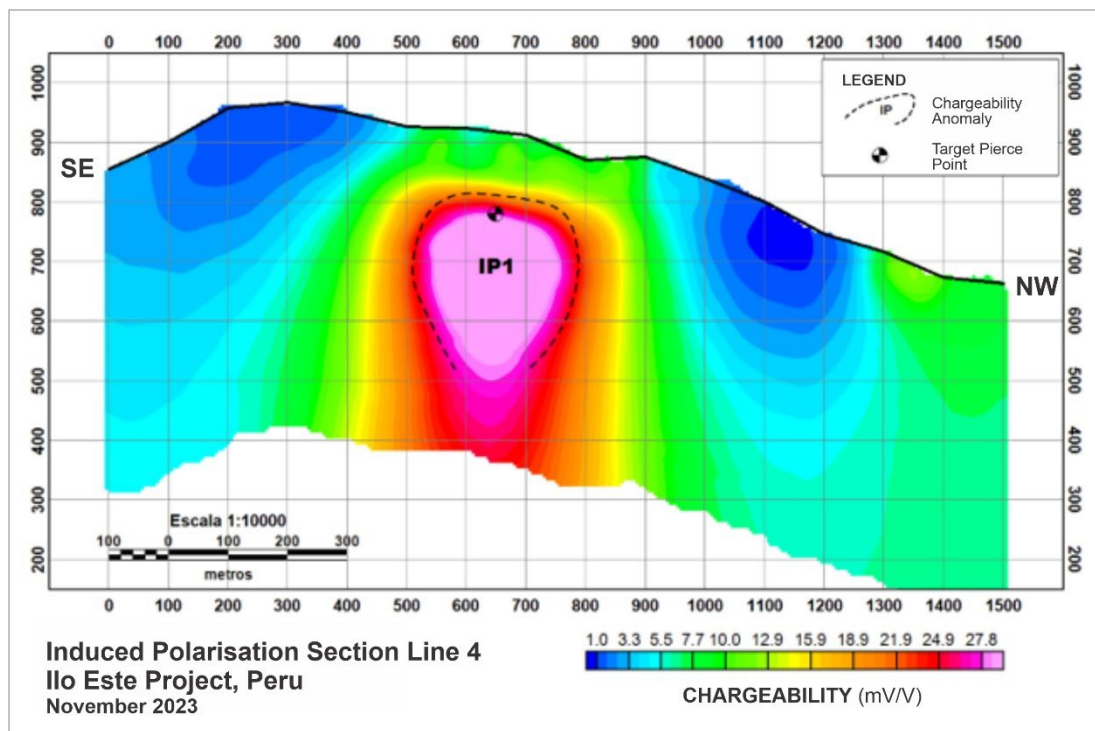 0 100 200 300 400 500 600 700 800 900 1000 1100 1200 1300 1400 1500
LEGEND
IP
Chargeability
Anomaly
Target Pierce
Point
1000 900 800 700 600 500 400 300 200
1000 900 800 700 600 500 400 300 200
SE
IP1
NW
Escala 1:10000
100 0 100 200 300
metros
0 100 200 300 400 500 600 700 800 900 1000 1100 1200 1300 1400 1500
Induced Polarisation Section Line 4
Ilo Este Project, Peru
November 2023
1.0 3.3 5.5 7.7 10.0 12.9 15.9 18.9 21.9 24.9 27.8
CHARGEABILITY (mV/V)